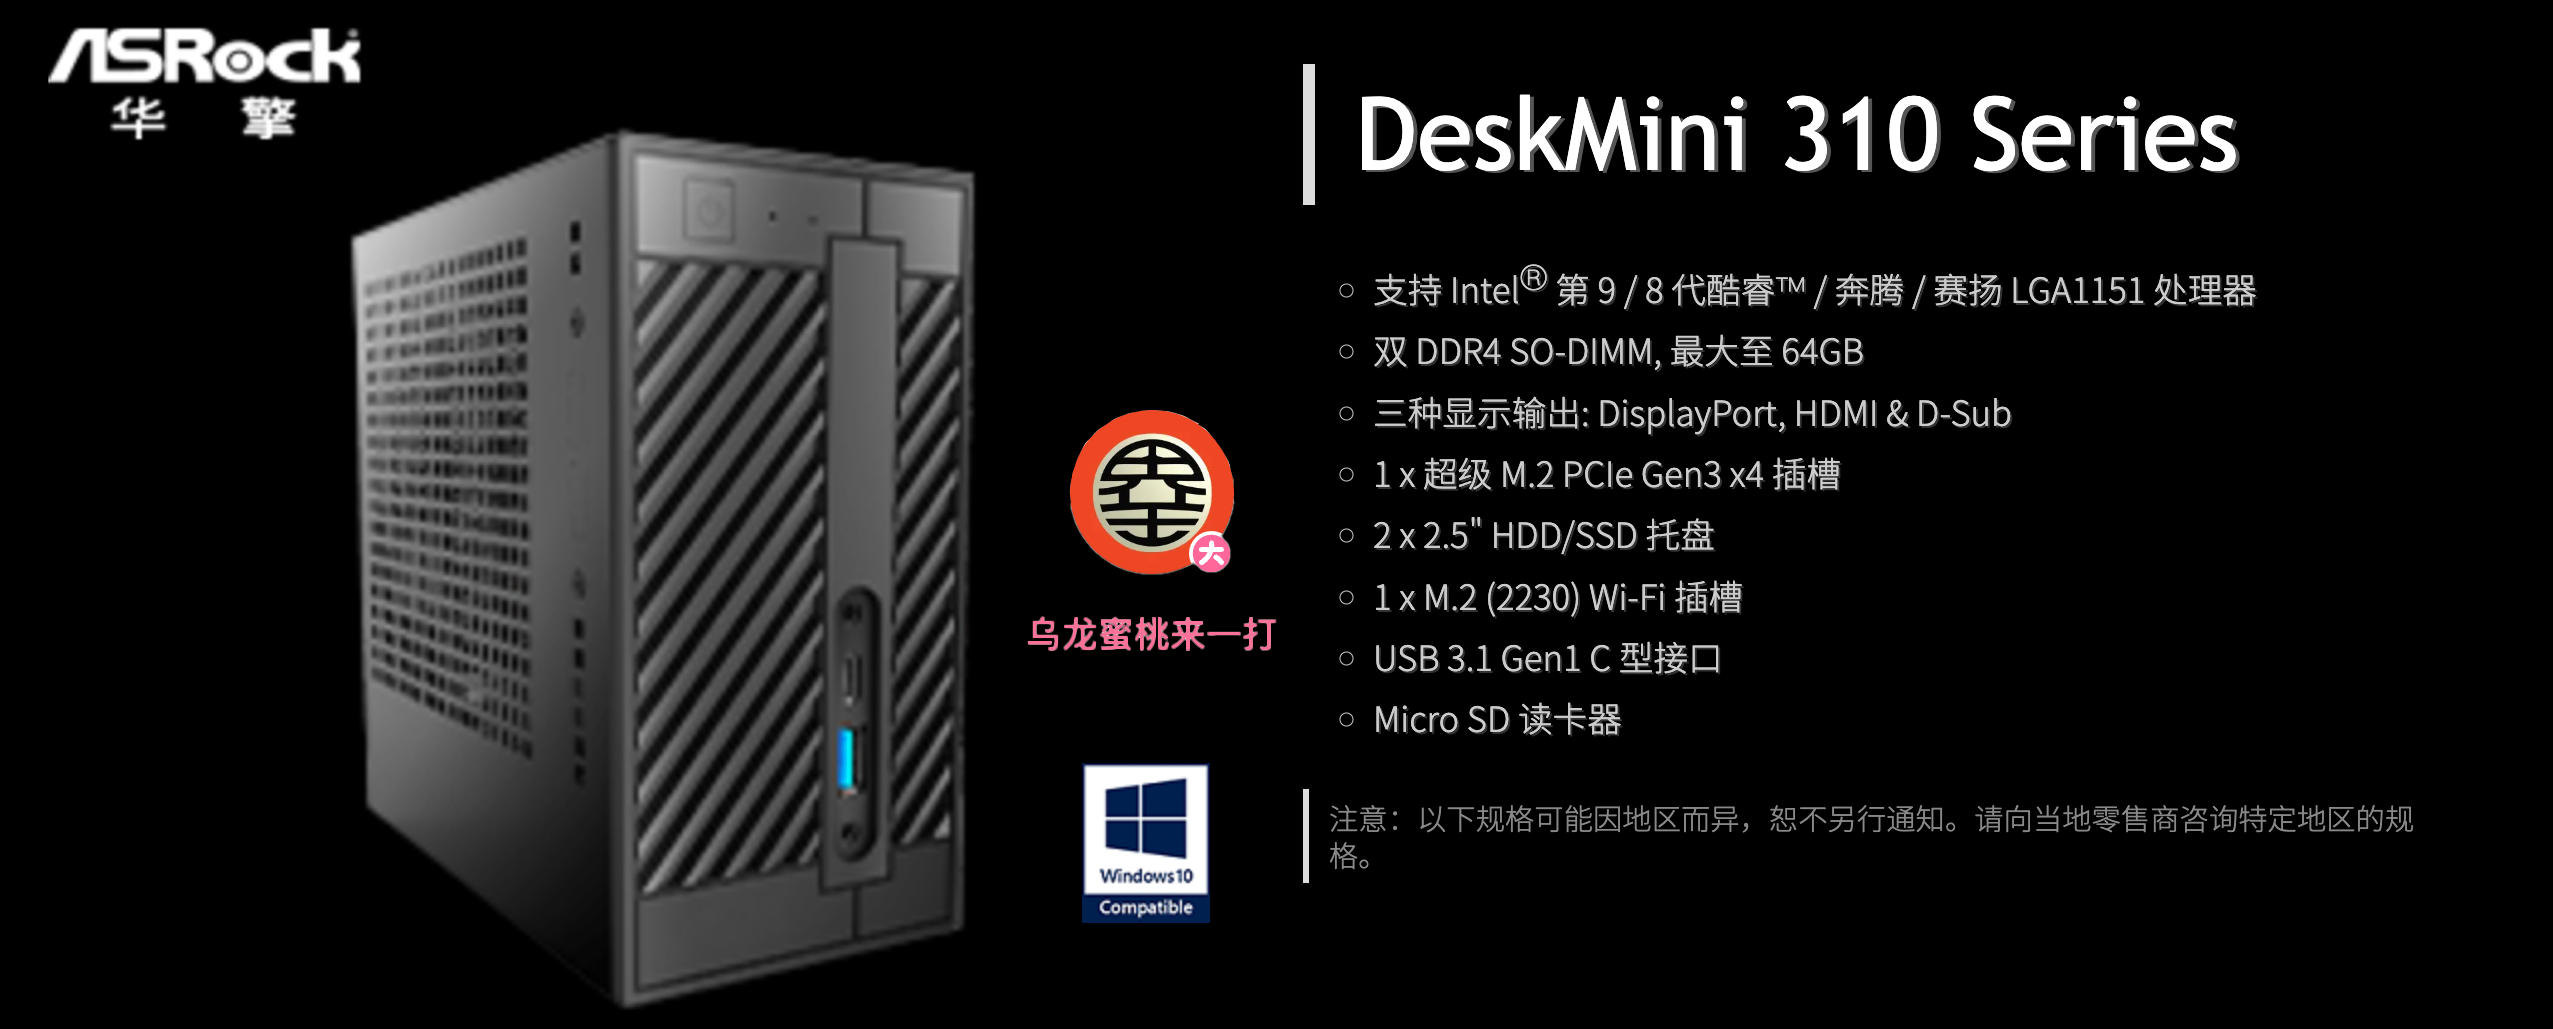 ASRock
华擎
DeskMini 310 Series
支持 Intel® 第 9 / 8 代酷睿™ / 奔腾 / 赛扬 LGA1151 处理器
双 DDR4 SO-DIMM, 最大至 64GB
三种显示输出: DisplayPort, HDMI & D-Sub
1 x 超级 M.2 PCIe Gen3 x4 插槽
2 x 2.5" HDD/SSD 托盘
1 x M.2 (2230) Wi-Fi 插槽
USB 3.1 Gen1 C 型接口
Micro SD 读卡器
大
乌龙蜜桃来一打
Windows10
Compatible
注意：以下规格可能因地区而异，恕不另行通知。请向当地零售商咨询特定地区的规
格。